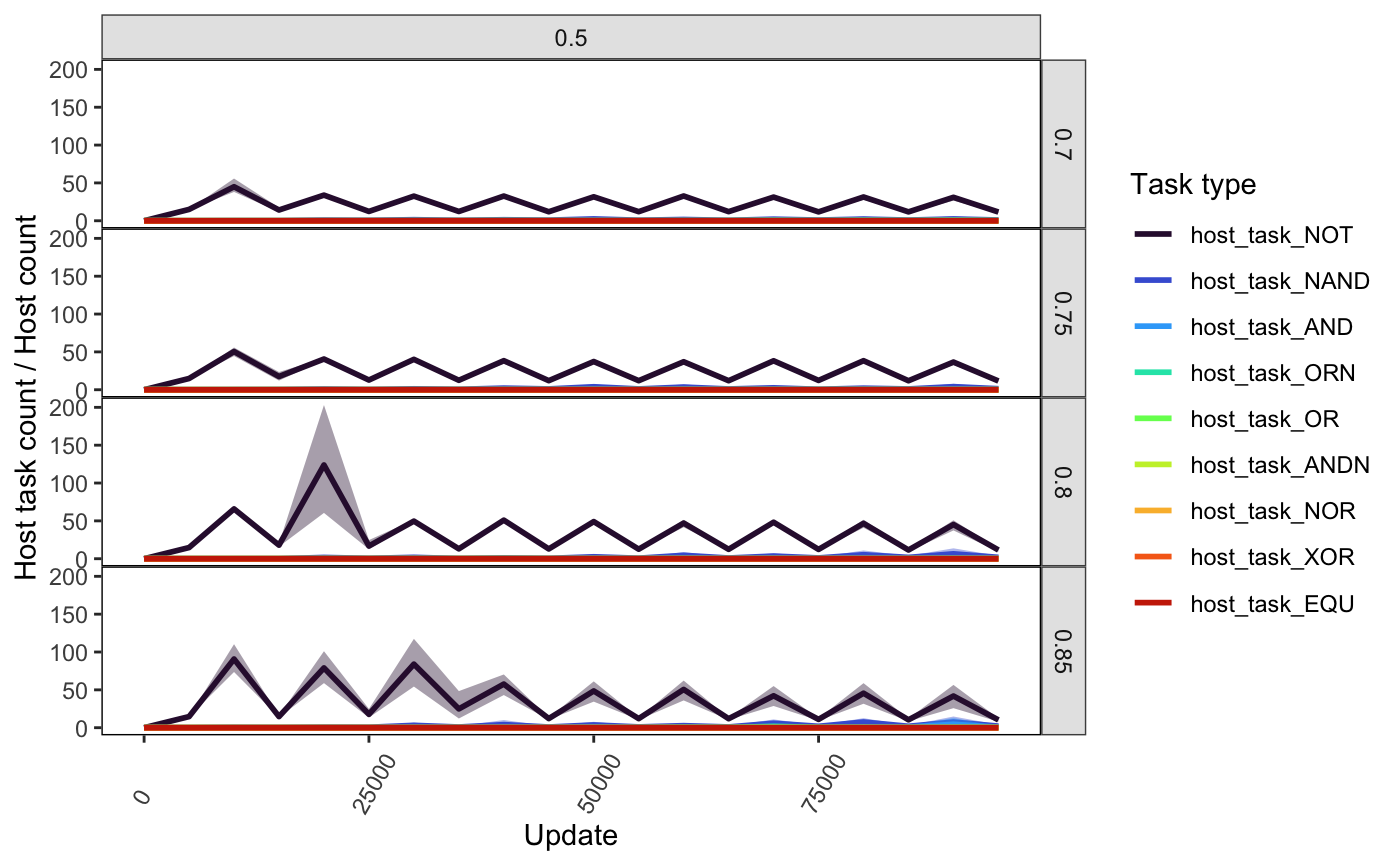 0.5
Host task count / Host count
200
150
100
50
0
0.7
200
150
100
50
0
0.75
200
150
100
50
0
0.8
200
150
100
50
0
0.85
0
25000
50000
75000
Update
Task type
host_task_NOT
host_task_NAND
host_task_AND
host_task_ORN
host_task_OR
host_task_ANDN
host_task_NOR
host_task_XOR
host_task_EQU